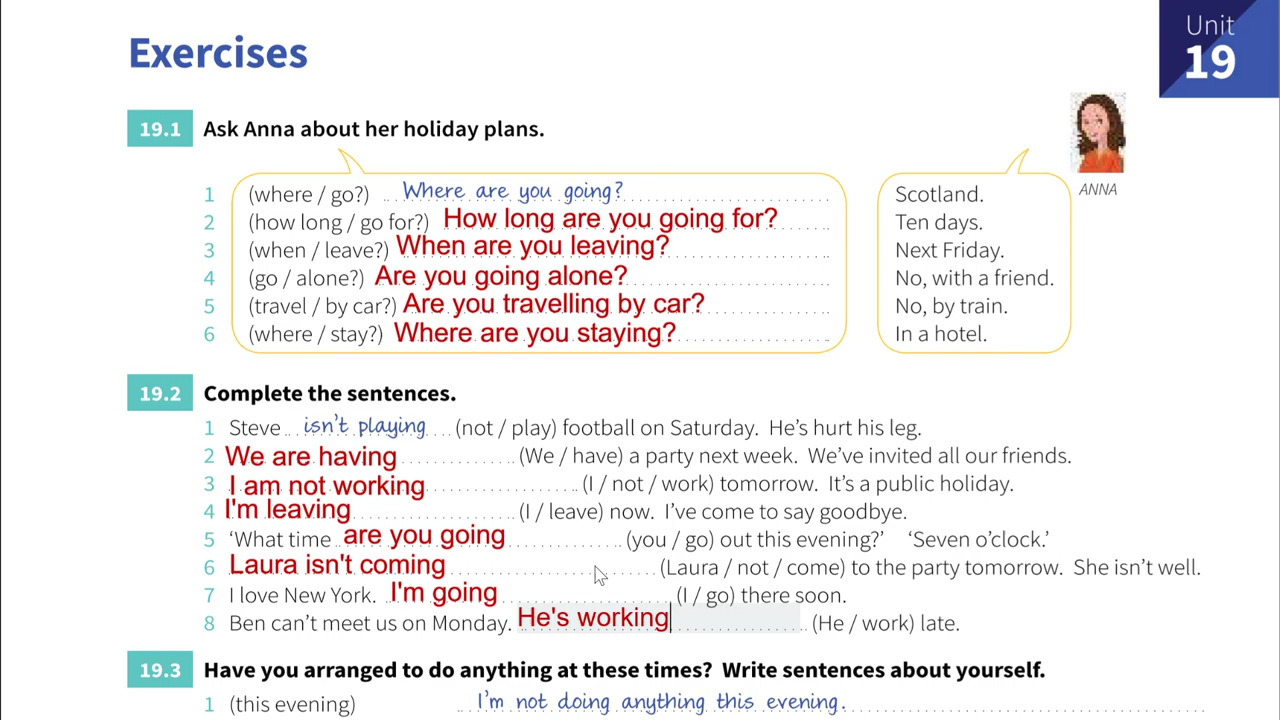 Unit
19
Exercises
19.1 Ask Anna about her holiday plans.
1 (where / go?) Where are you going? Scotland.
ANNA
2 (how long / go for?) How long are you going for? Ten days.
3 (when / leave?) When are you leaving? Next Friday.
4 (go / alone?) Are you going alone? No, with a friend.
5 (travel / by car?) Are you travelling by car? No, by train.
6 (where / stay?) Where are you staying? In a hotel.
19.2 Complete the sentences.
1 Steve isn't playing (not / play) football on Saturday. He's hurt his leg.
2 We are having (We / have) a party next week. We've invited all our friends.
3 I am not working (I / not / work) tomorrow. It's a public holiday.
4 I'm leaving (I / leave) now. I've come to say goodbye.
5 ‘What time are you going (you / go) out this evening?’ ‘Seven o’clock.’
6 Laura isn't coming (Laura / not / come) to the party tomorrow. She isn't well.
7 I love New York. I'm going (I / go) there soon.
8 Ben can't meet us on Monday. He's working (He / work) late.
19.3 Have you arranged to do anything at these times? Write sentences about yourself.
1 (this evening) I'm not doing anything this evening.